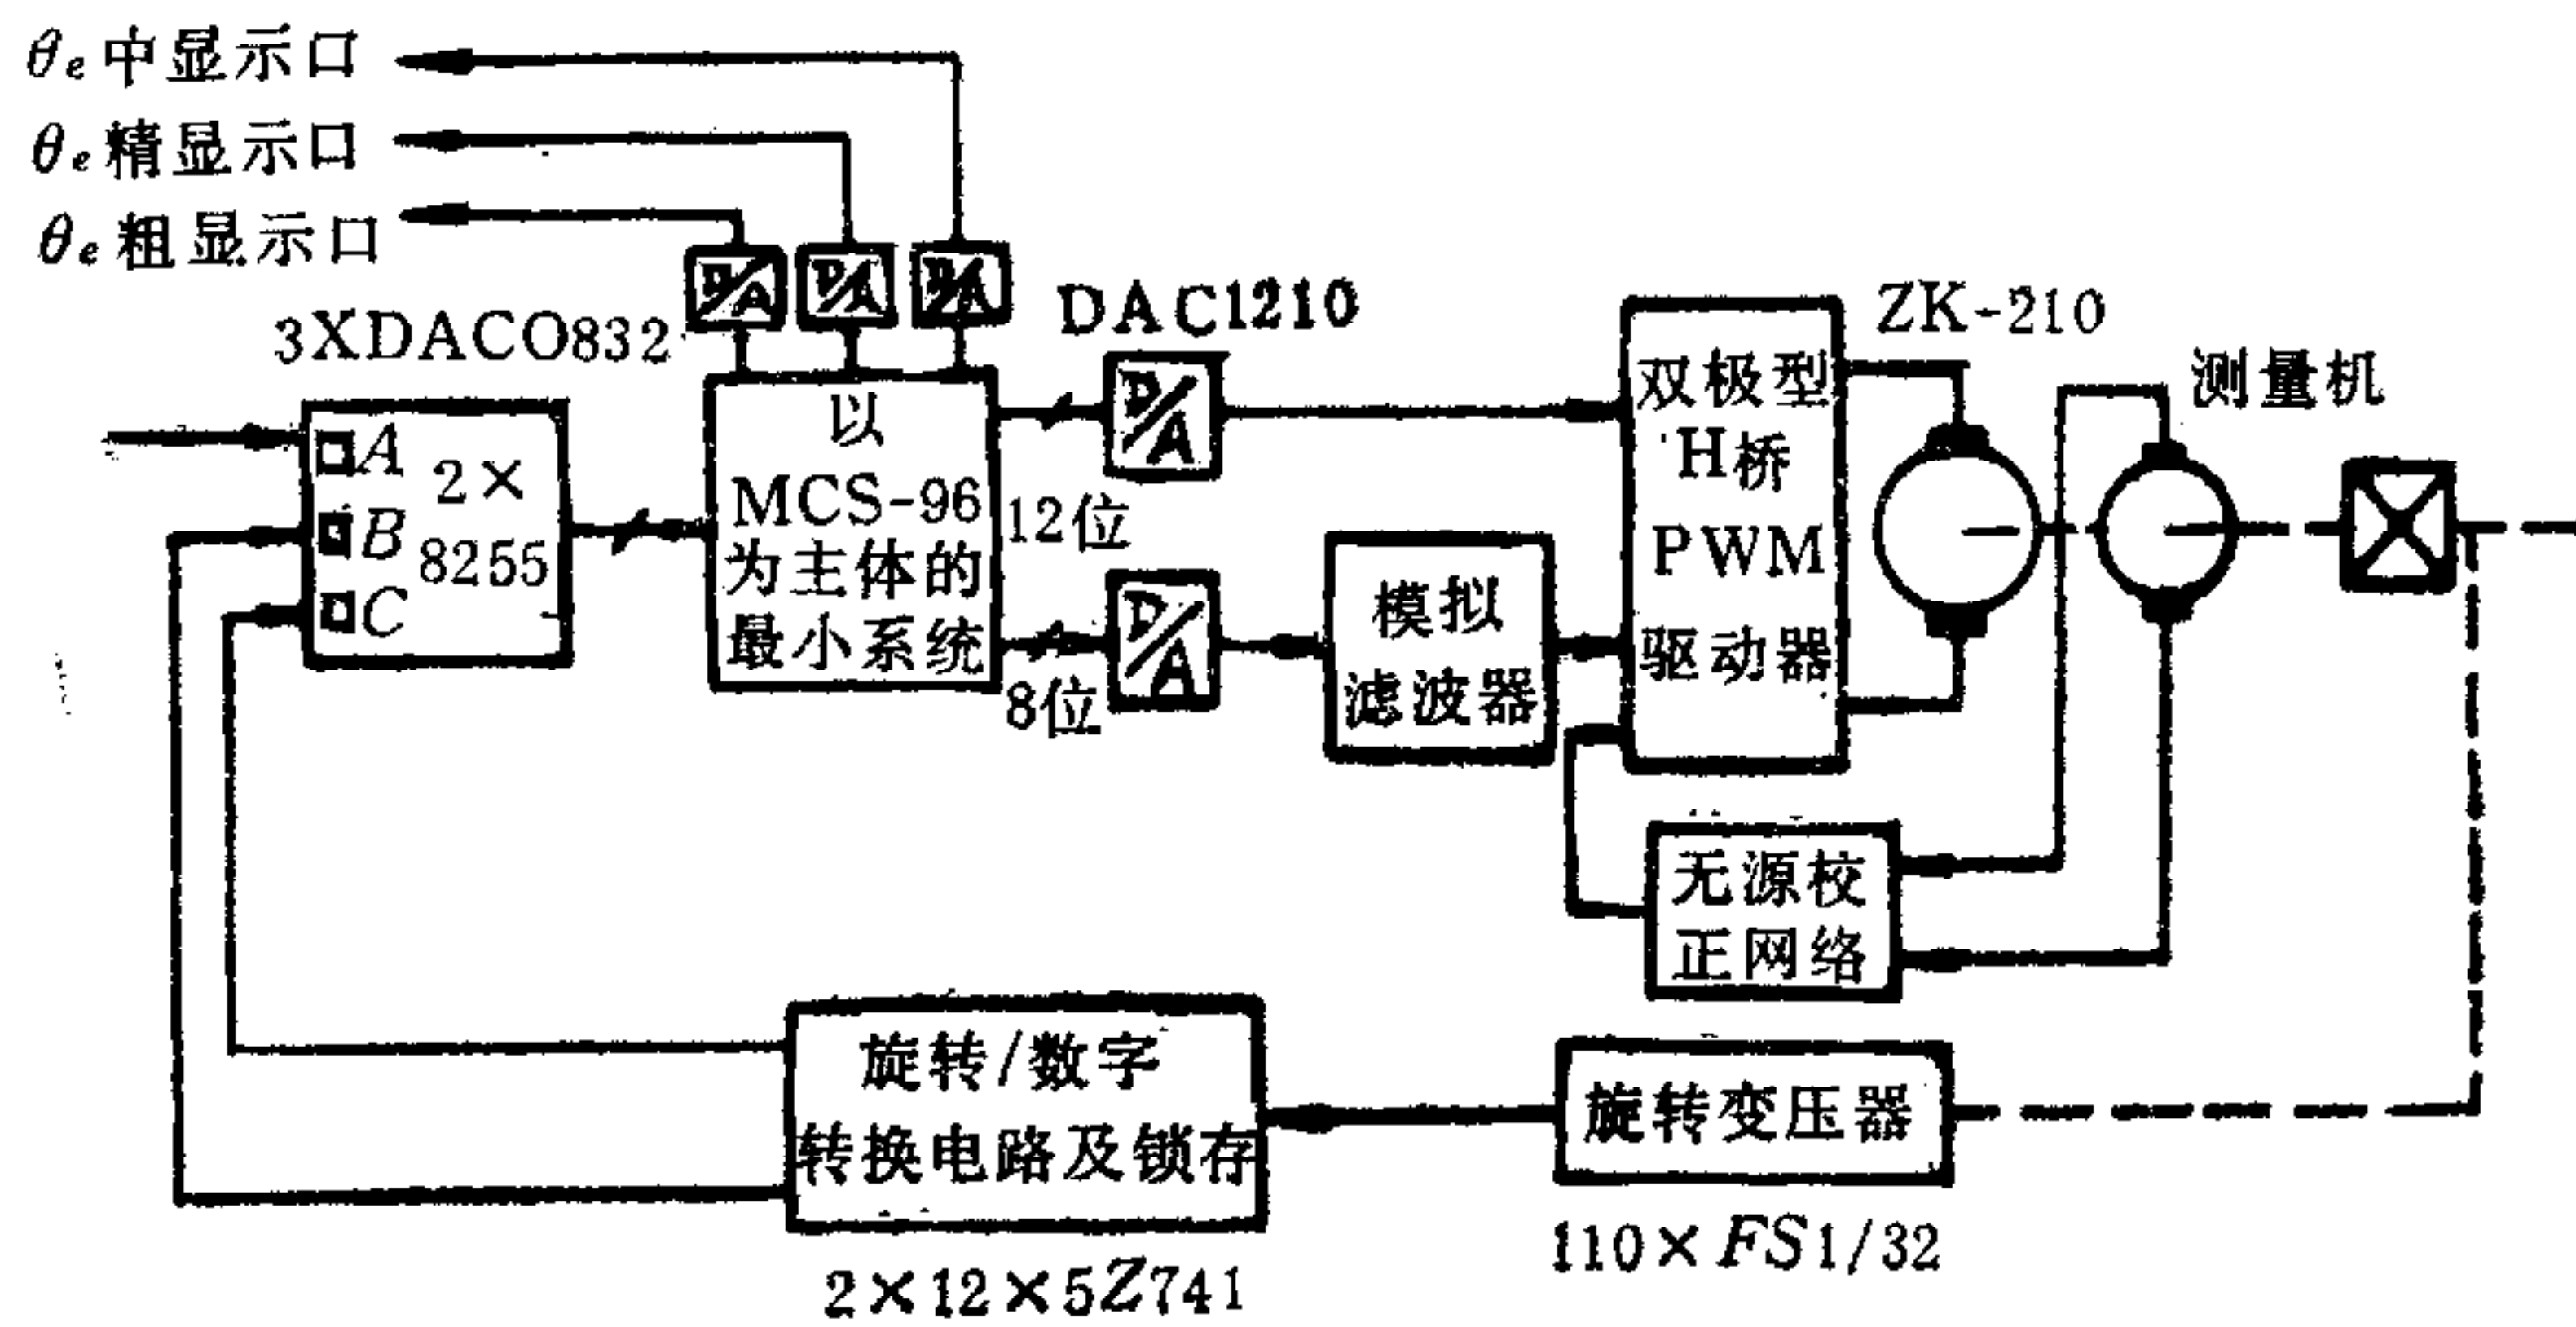 θe中显示口
θe精显示口
θe粗显示口
D/A
D/A
D/A
3XDACO832
DAC1210
ZK-210
测量机
A
B
C
2×
8255
以
MCS-96
为主体的
最小系统
D/A
12位
D/A
8位
模拟
滤波器
双极型
H桥
PWM
驱动器
无源校
正网络
旋转/数字
转换电路及锁存
2×12×5Z741
旋转变压器
110×FS1/32